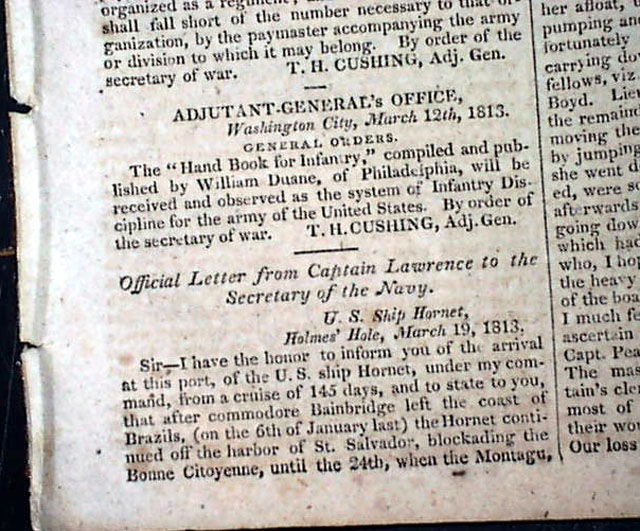 organized as a regiment,
shall fall short of the number necessary to that or-
ganization, by the paymaster accompanying the army
or division to which it may belong. By order of the
secretary of war. T. H. CUSHING, Adj. Gen.
ADJUTANT-GENERAL's OFFICE,
Washington City, March 12th, 1813.
GENERAL ORDERS.
The "Hand Book for Infantry," compiled and pub-
lished by William Duane, of Philadelphia, will be
received and observed as the system of Infantry Dis-
cipline for the army of the United States. By order of
the secretary of war. T. H. CUSHING, Adj. Gen.
Official Letter from Captain Lawrence to the
Secretary of the Navy.
U. S. Ship Hornet,
Holmes' Hole, March 19, 1813.
Sir—I have the honor to inform you of the arrival
at this port, of the U. S. ship Hornet, under my com-
mand, from a cruise of 145 days, and to state to you,
that after commodore Bainbridge left the coast of
Brazils, (on the 6th of January last) the Hornet conti-
nued off the harbor of St. Salvador, blockading the
Bonne Citoyenne, until the 24th, when the Montagu,
her afloat,
pumping an
fortunately
carrying do
fellows, viz
Boyd. Lie
the remain
moving the
by jumping
she went d
ed, were s
afterwards
going dow
which ha
who, I hop
the heavy
of the boa
I much fe
ascertain
Capt. Pea
The mas
tain's cle
most of
their wo
Our loss